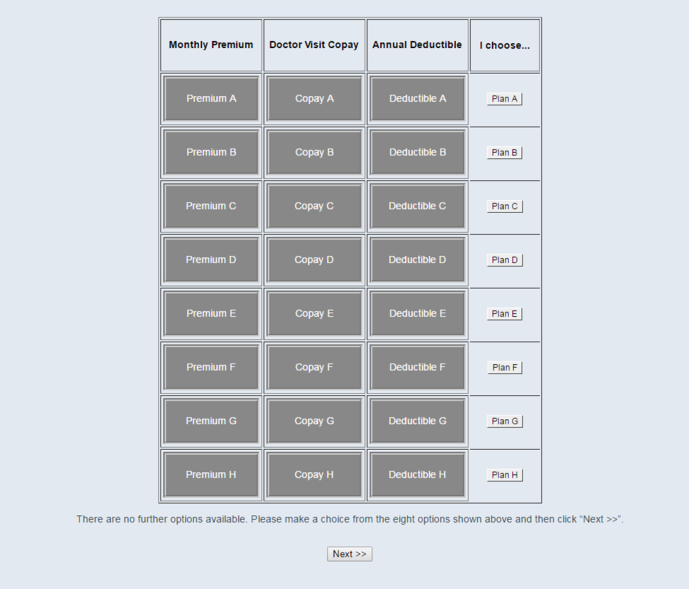 Monthly Premium Doctor Visit Copay Annual Deductible I choose...
Premium A Copay A Deductible A Plan A
Premium B Copay B Deductible B Plan B
Premium C Copay C Deductible C Plan C
Premium D Copay D Deductible D Plan D
Premium E Copay E Deductible E Plan E
Premium F Copay F Deductible F Plan F
Premium G Copay G Deductible G Plan G
Premium H Copay H Deductible H Plan H
There are no further options available. Please make a choice from the eight options shown above and then click “Next >>”.
Next >>